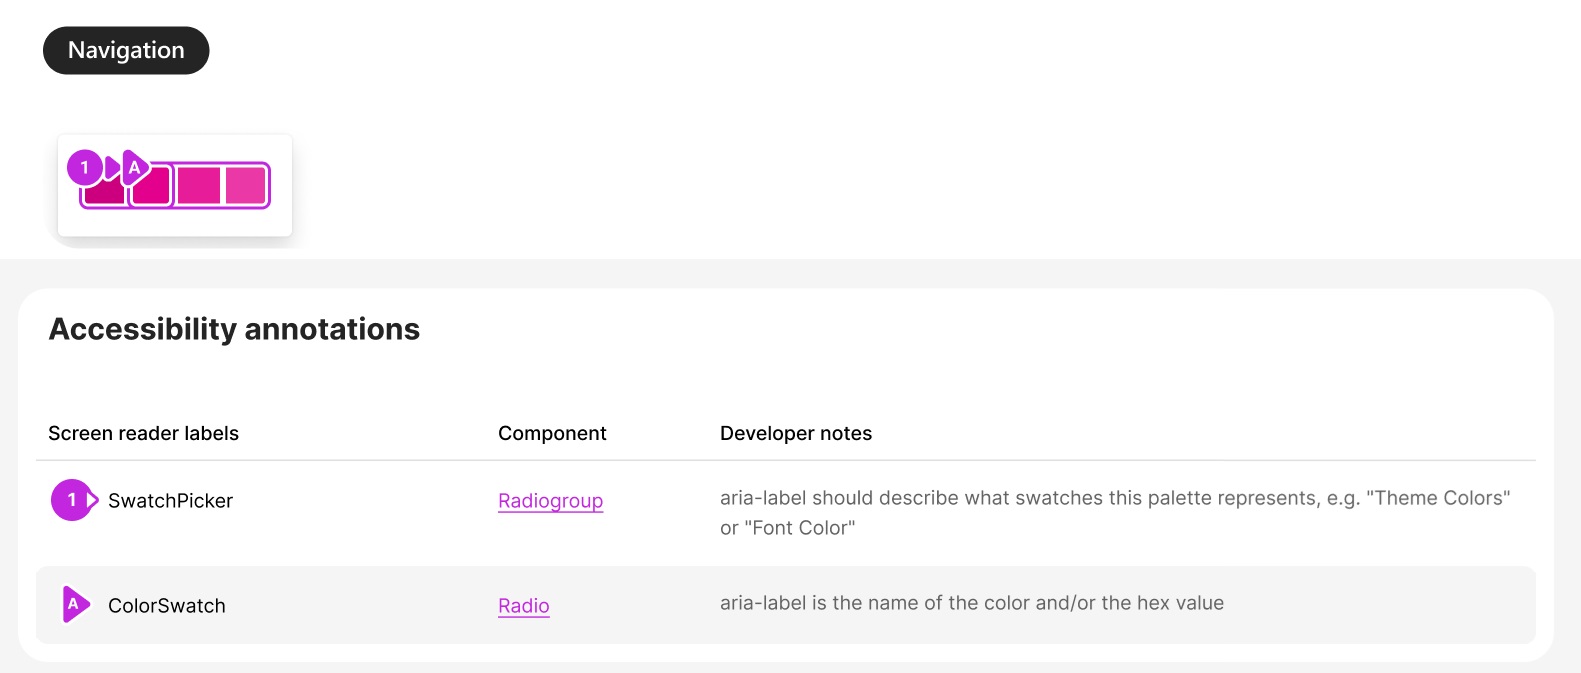 Navigation
1 A
Accessibility annotations
Screen reader labels Component Developer notes
1 SwatchPicker Radiogroup aria-label should describe what swatches this palette represents, e.g. "Theme Colors"
or "Font Color"
A ColorSwatch Radio aria-label is the name of the color and/or the hex value